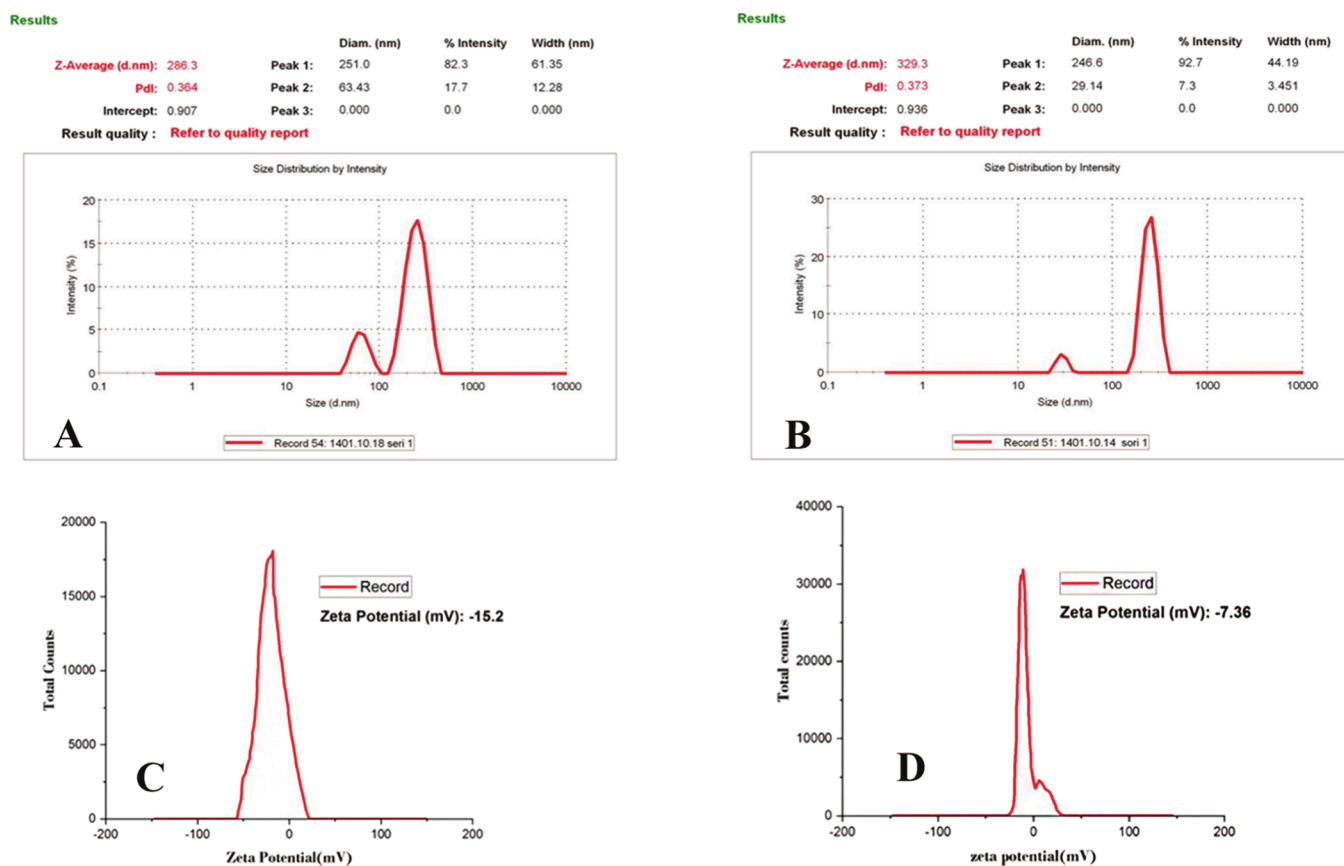 Results
Diam. (nm) % Intensity Width (nm)
Z-Average (d.nm): 286.3 Peak 1: 251.0 82.3 61.35
PdI: 0.364 Peak 2: 63.43 17.7 12.28
Intercept: 0.907 Peak 3: 0.000 0.0 0.000
Result quality : Refer to quality report
Size Distribution by Intensity
20
15
10
5
0
Intensity (%)
0.1 1 10 100 1000 10000
Size (d.nm)
A
Record 54: 1401.10.18 seri 1
Results
Diam. (nm) % Intensity Width (nm)
Z-Average (d.nm): 329.3 Peak 1: 246.6 92.7 44.19
PdI: 0.373 Peak 2: 29.14 7.3 3.451
Intercept: 0.936 Peak 3: 0.000 0.0 0.000
Result quality : Refer to quality report
Size Distribution by Intensity
30
20
10
0
Intensity (%)
0.1 1 10 100 1000 10000
Size (d.nm)
B
Record 51: 1401.10.14 sori 1
20000
15000
10000
5000
0
Total Counts
Record
Zeta Potential (mV): -15.2
C
-200 -100 0 100 200
Zeta Potential(mV)
40000
30000
20000
10000
0
Total counts
Record
Zeta Potential (mV): -7.36
D
-200 -100 0 100 200
zeta potential(mV)